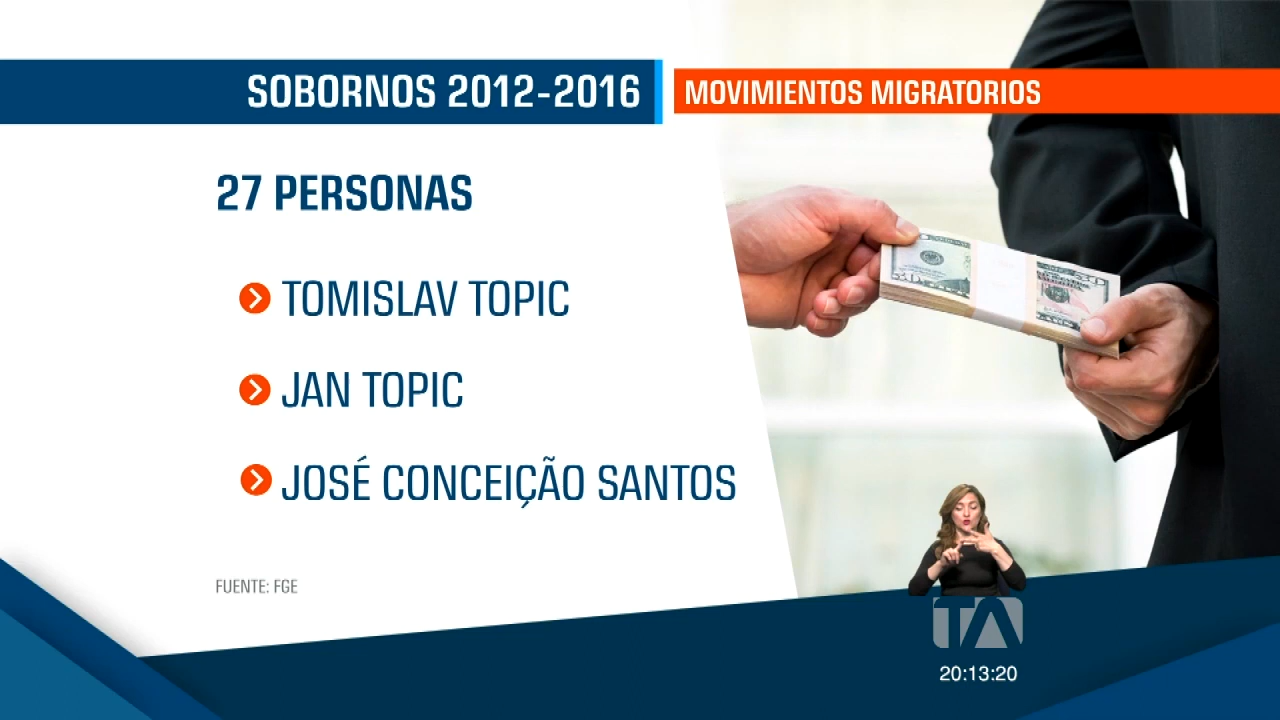 SOBORNOS 2012-2016
MOVIMIENTOS MIGRATORIOS
27 PERSONAS
TOMISLAV TOPIC
JAN TOPIC
JOSÉ CONCEIÇÃO SANTOS
FUENTE: FGE
TA
20:13:20